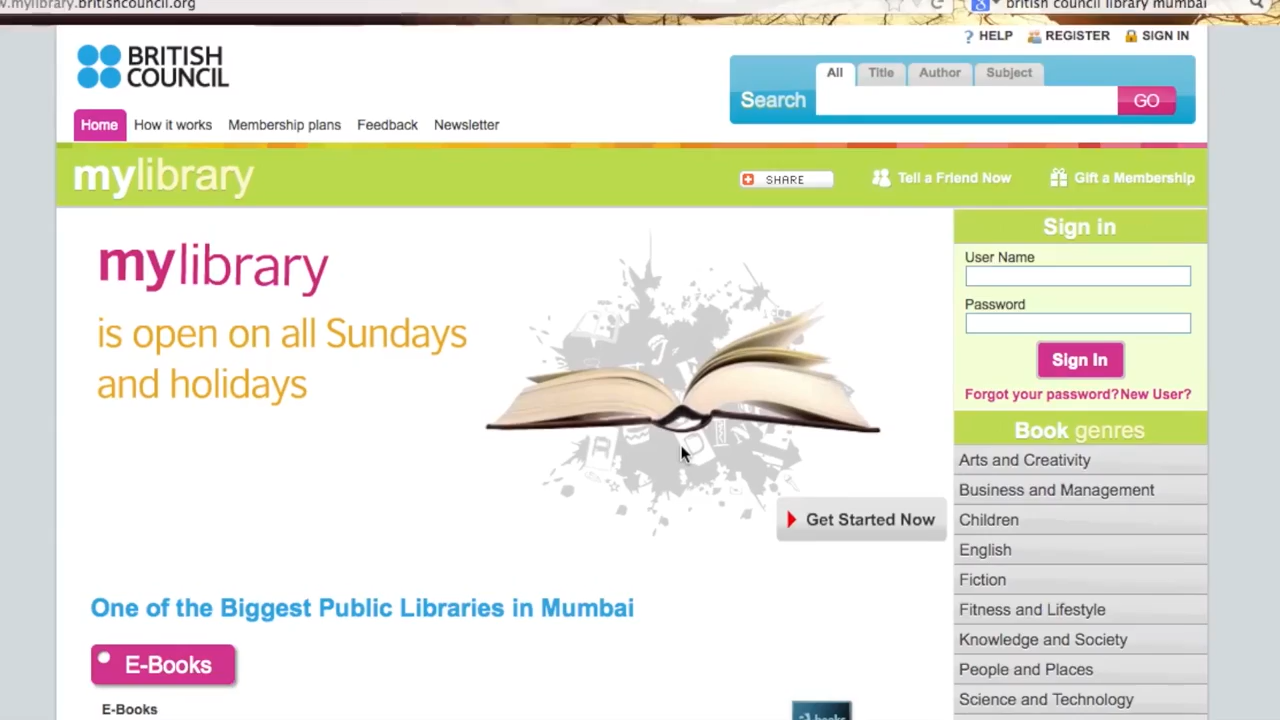 w.mylibrary.britishcouncil.org
british council library mumbai
HELP REGISTER SIGN IN
BRITISH
COUNCIL
All Title Author Subject
Search GO
Home How it works Membership plans Feedback Newsletter
mylibrary
SHARE Tell a Friend Now Gift a Membership
mylibrary
is open on all Sundays
and holidays
Get Started Now
Sign in
User Name
Password
Sign In
Forgot your password? New User?
Book genres
Arts and Creativity
Business and Management
Children
English
Fiction
Fitness and Lifestyle
Knowledge and Society
People and Places
Science and Technology
One of the Biggest Public Libraries in Mumbai
E-Books
E-Books